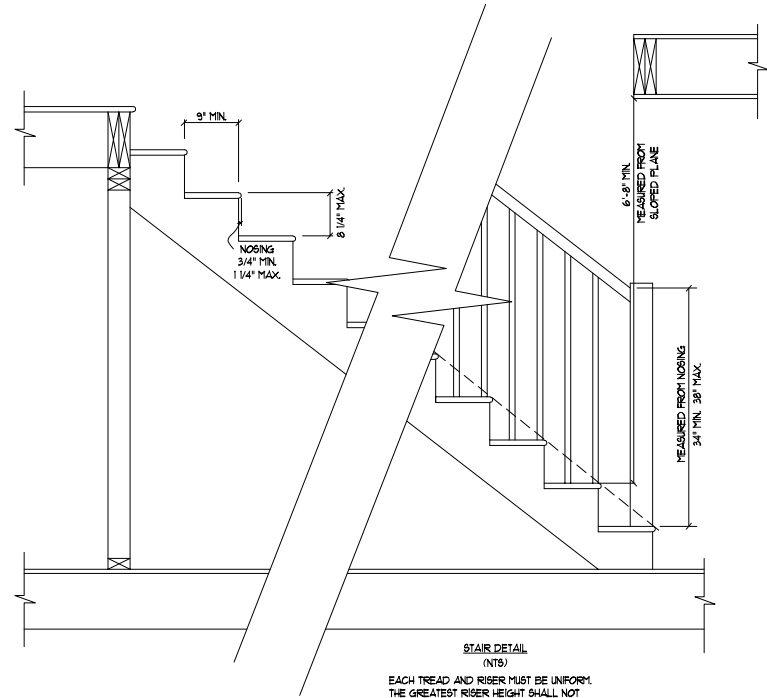 9" MIN.
8 1/4" MAX.
NOSING
3/4" MIN.
1 1/4" MAX.
6'-8" MIN.
MEASURED FROM
SLOPED PLANE
MEASURED FROM NOSING
34" MIN. 38" MAX.
STAIR DETAIL
(NTS)
EACH TREAD AND RISER MUST BE UNIFORM.
THE GREATEST RISER HEIGHT SHALL NOT